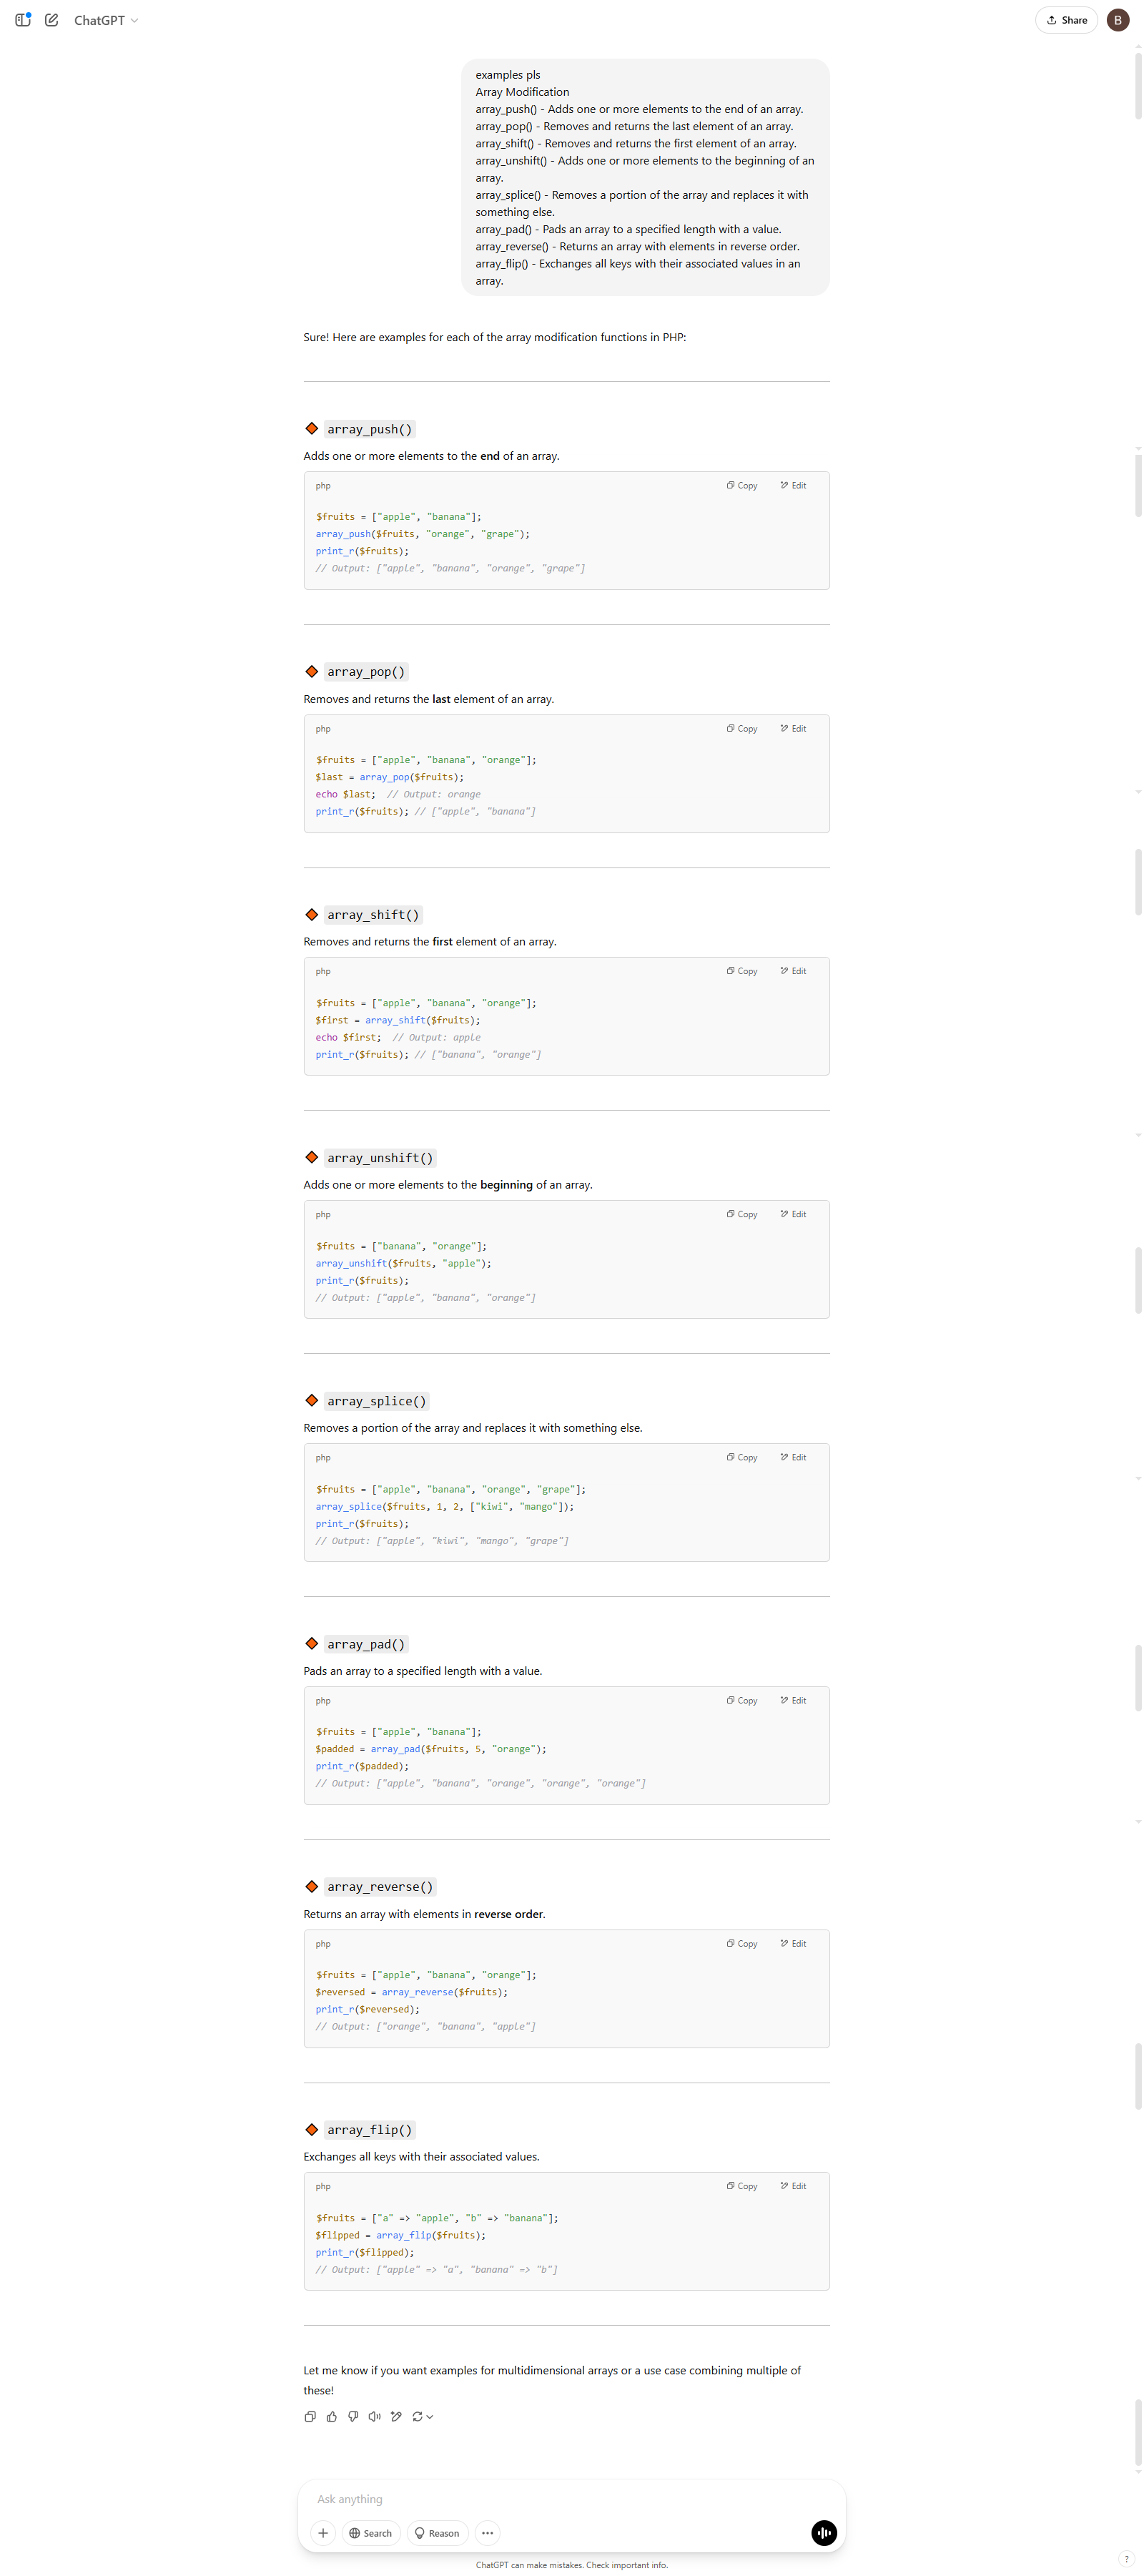 ChatGPT
Share
B
examples pls
Array Modification
array_push() - Adds one or more elements to the end of an array.
array_pop() - Removes and returns the last element of an array.
array_shift() - Removes and returns the first element of an array.
array_unshift() - Adds one or more elements to the beginning of an
array.
array_splice() - Removes a portion of the array and replaces it with
something else.
array_pad() - Pads an array to a specified length with a value.
array_reverse() - Returns an array with elements in reverse order.
array_flip() - Exchanges all keys with their associated values in an
array.
Sure! Here are examples for each of the array modification functions in PHP:
array_push()
Adds one or more elements to the end of an array.
php Copy Edit
$fruits = ["apple", "banana"];
array_push($fruits, "orange", "grape");
print_r($fruits);
// Output: ["apple", "banana", "orange", "grape"]
array_pop()
Removes and returns the last element of an array.
php Copy Edit
$fruits = ["apple", "banana", "orange"];
$last = array_pop($fruits);
echo $last;  // Output: orange
print_r($fruits); // ["apple", "banana"]
array_shift()
Removes and returns the first element of an array.
php Copy Edit
$fruits = ["apple", "banana", "orange"];
$first = array_shift($fruits);
echo $first;  // Output: apple
print_r($fruits); // ["banana", "orange"]
array_unshift()
Adds one or more elements to the beginning of an array.
php Copy Edit
$fruits = ["banana", "orange"];
array_unshift($fruits, "apple");
print_r($fruits);
// Output: ["apple", "banana", "orange"]
array_splice()
Removes a portion of the array and replaces it with something else.
php Copy Edit
$fruits = ["apple", "banana", "orange", "grape"];
array_splice($fruits, 1, 2, ["kiwi", "mango"]);
print_r($fruits);
// Output: ["apple", "kiwi", "mango", "grape"]
array_pad()
Pads an array to a specified length with a value.
php Copy Edit
$fruits = ["apple", "banana"];
$padded = array_pad($fruits, 5, "orange");
print_r($padded);
// Output: ["apple", "banana", "orange", "orange", "orange"]
array_reverse()
Returns an array with elements in reverse order.
php Copy Edit
$fruits = ["apple", "banana", "orange"];
$reversed = array_reverse($fruits);
print_r($reversed);
// Output: ["orange", "banana", "apple"]
array_flip()
Exchanges all keys with their associated values.
php Copy Edit
$fruits = ["a" => "apple", "b" => "banana"];
$flipped = array_flip($fruits);
print_r($flipped);
// Output: ["apple" => "a", "banana" => "b"]
Let me know if you want examples for multidimensional arrays or a use case combining multiple of
these!
Ask anything
Search Reason
ChatGPT can make mistakes. Check important info.
?